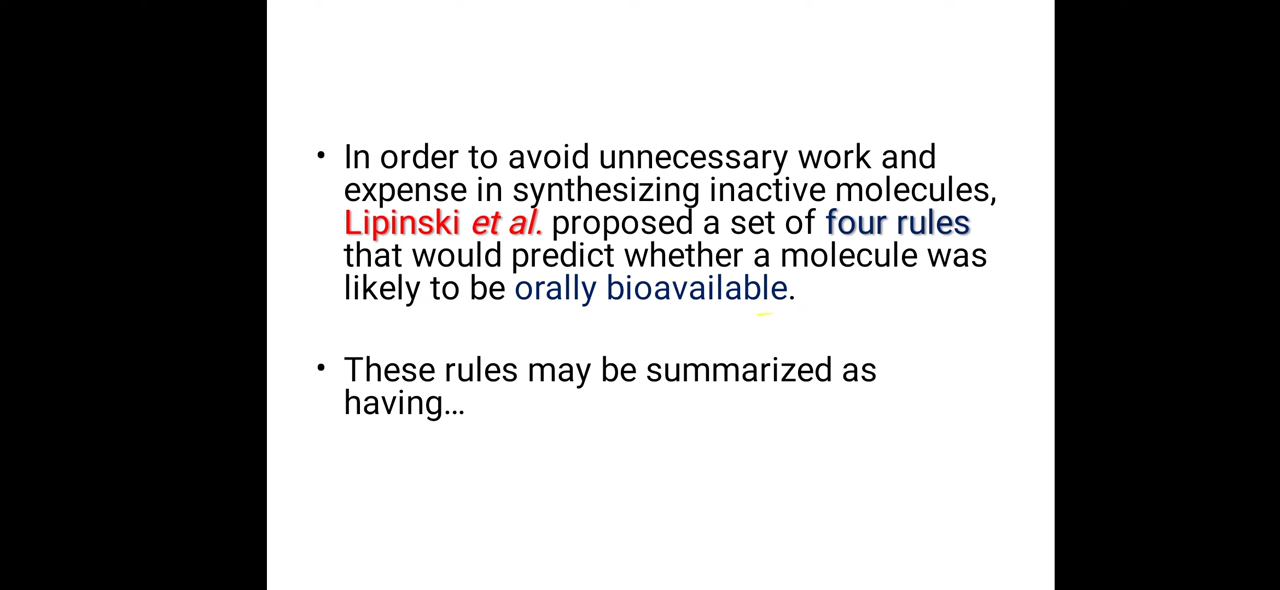 • In order to avoid unnecessary work and
expense in synthesizing inactive molecules,
Lipinski et al. proposed a set of four rules
that would predict whether a molecule was
likely to be orally bioavailable.
• These rules may be summarized as
having…